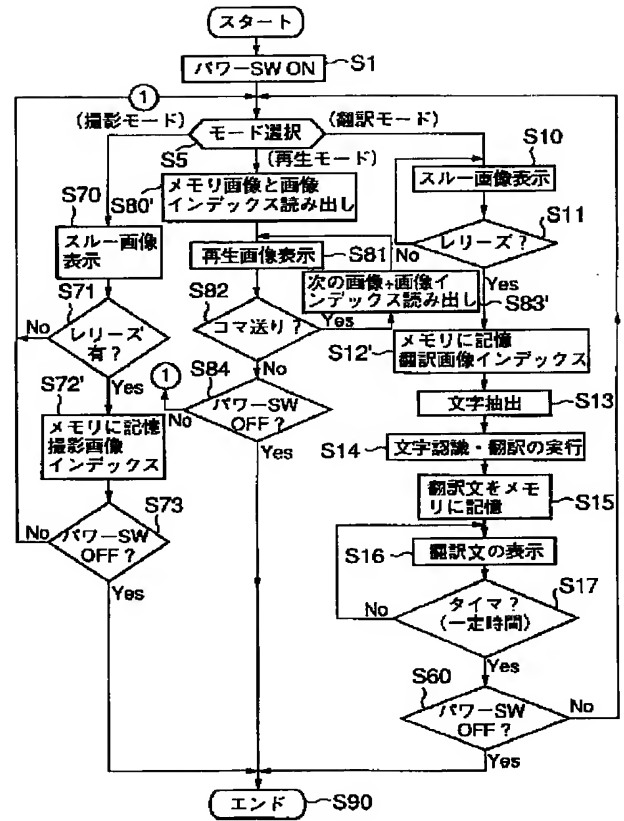 スタート
パワーSW ON
S1
1
(撮影モード)
モード選択
(翻訳モード)
S5
(再生モード)
S10
スルー画像表示
S80'
メモリ画像と画像
インデックス読み出し
S70
スルー画像
表示
S11
レリーズ?
No
Yes
再生画像表示
S81
No
次の画像+画像イ
ンデックス読み出し
S83'
S71
レリーズ
有?
No
Yes
S82
コマ送り?
Yes
No
S12'
メモリに記憶
翻訳画像インデックス
1
S84
パワーSW
OFF?
No
Yes
文字抽出
S13
S72'
メモリに記憶
撮影画像
インデックス
S14
文字認識・翻訳の実行
翻訳文をメモ
リに記憶
S15
S73
パワーSW
OFF?
No
Yes
S16
翻訳文の表示
S17
タイマ?
(一定時間)
No
Yes
S60
パワーSW
OFF?
No
Yes
エンド
S90